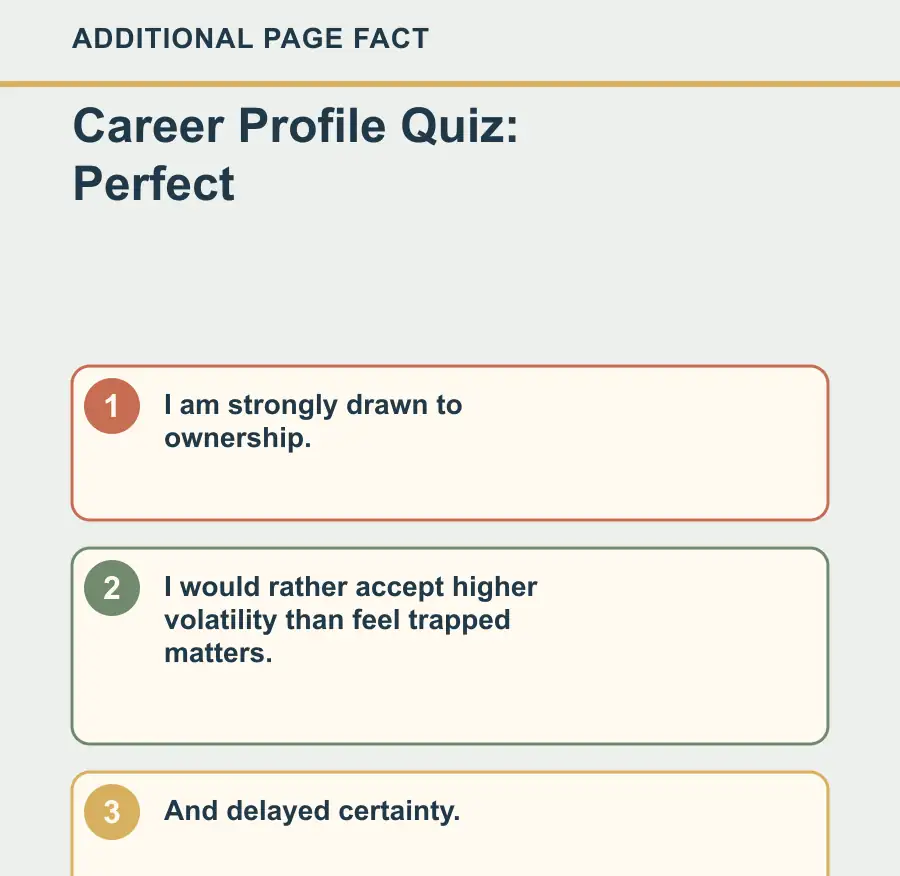 ADDITIONAL PAGE FACT
Career Profile Quiz:
Perfect
1
I am strongly drawn to
ownership.
2
I would rather accept higher
volatility than feel trapped
matters.
3
And delayed certainty.